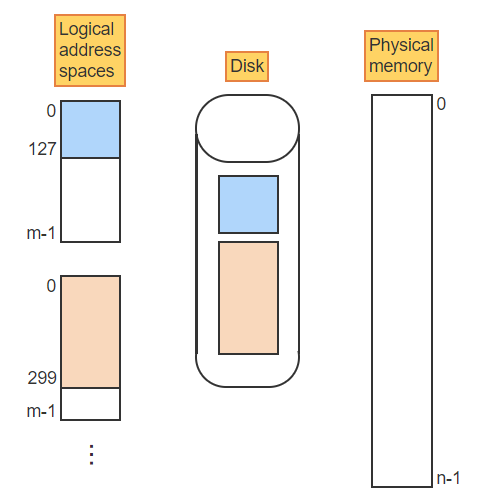 Logical
address
spaces
Disk
Physical
memory
0
127
m-1
0
299
m-1
⋮
0
n-1